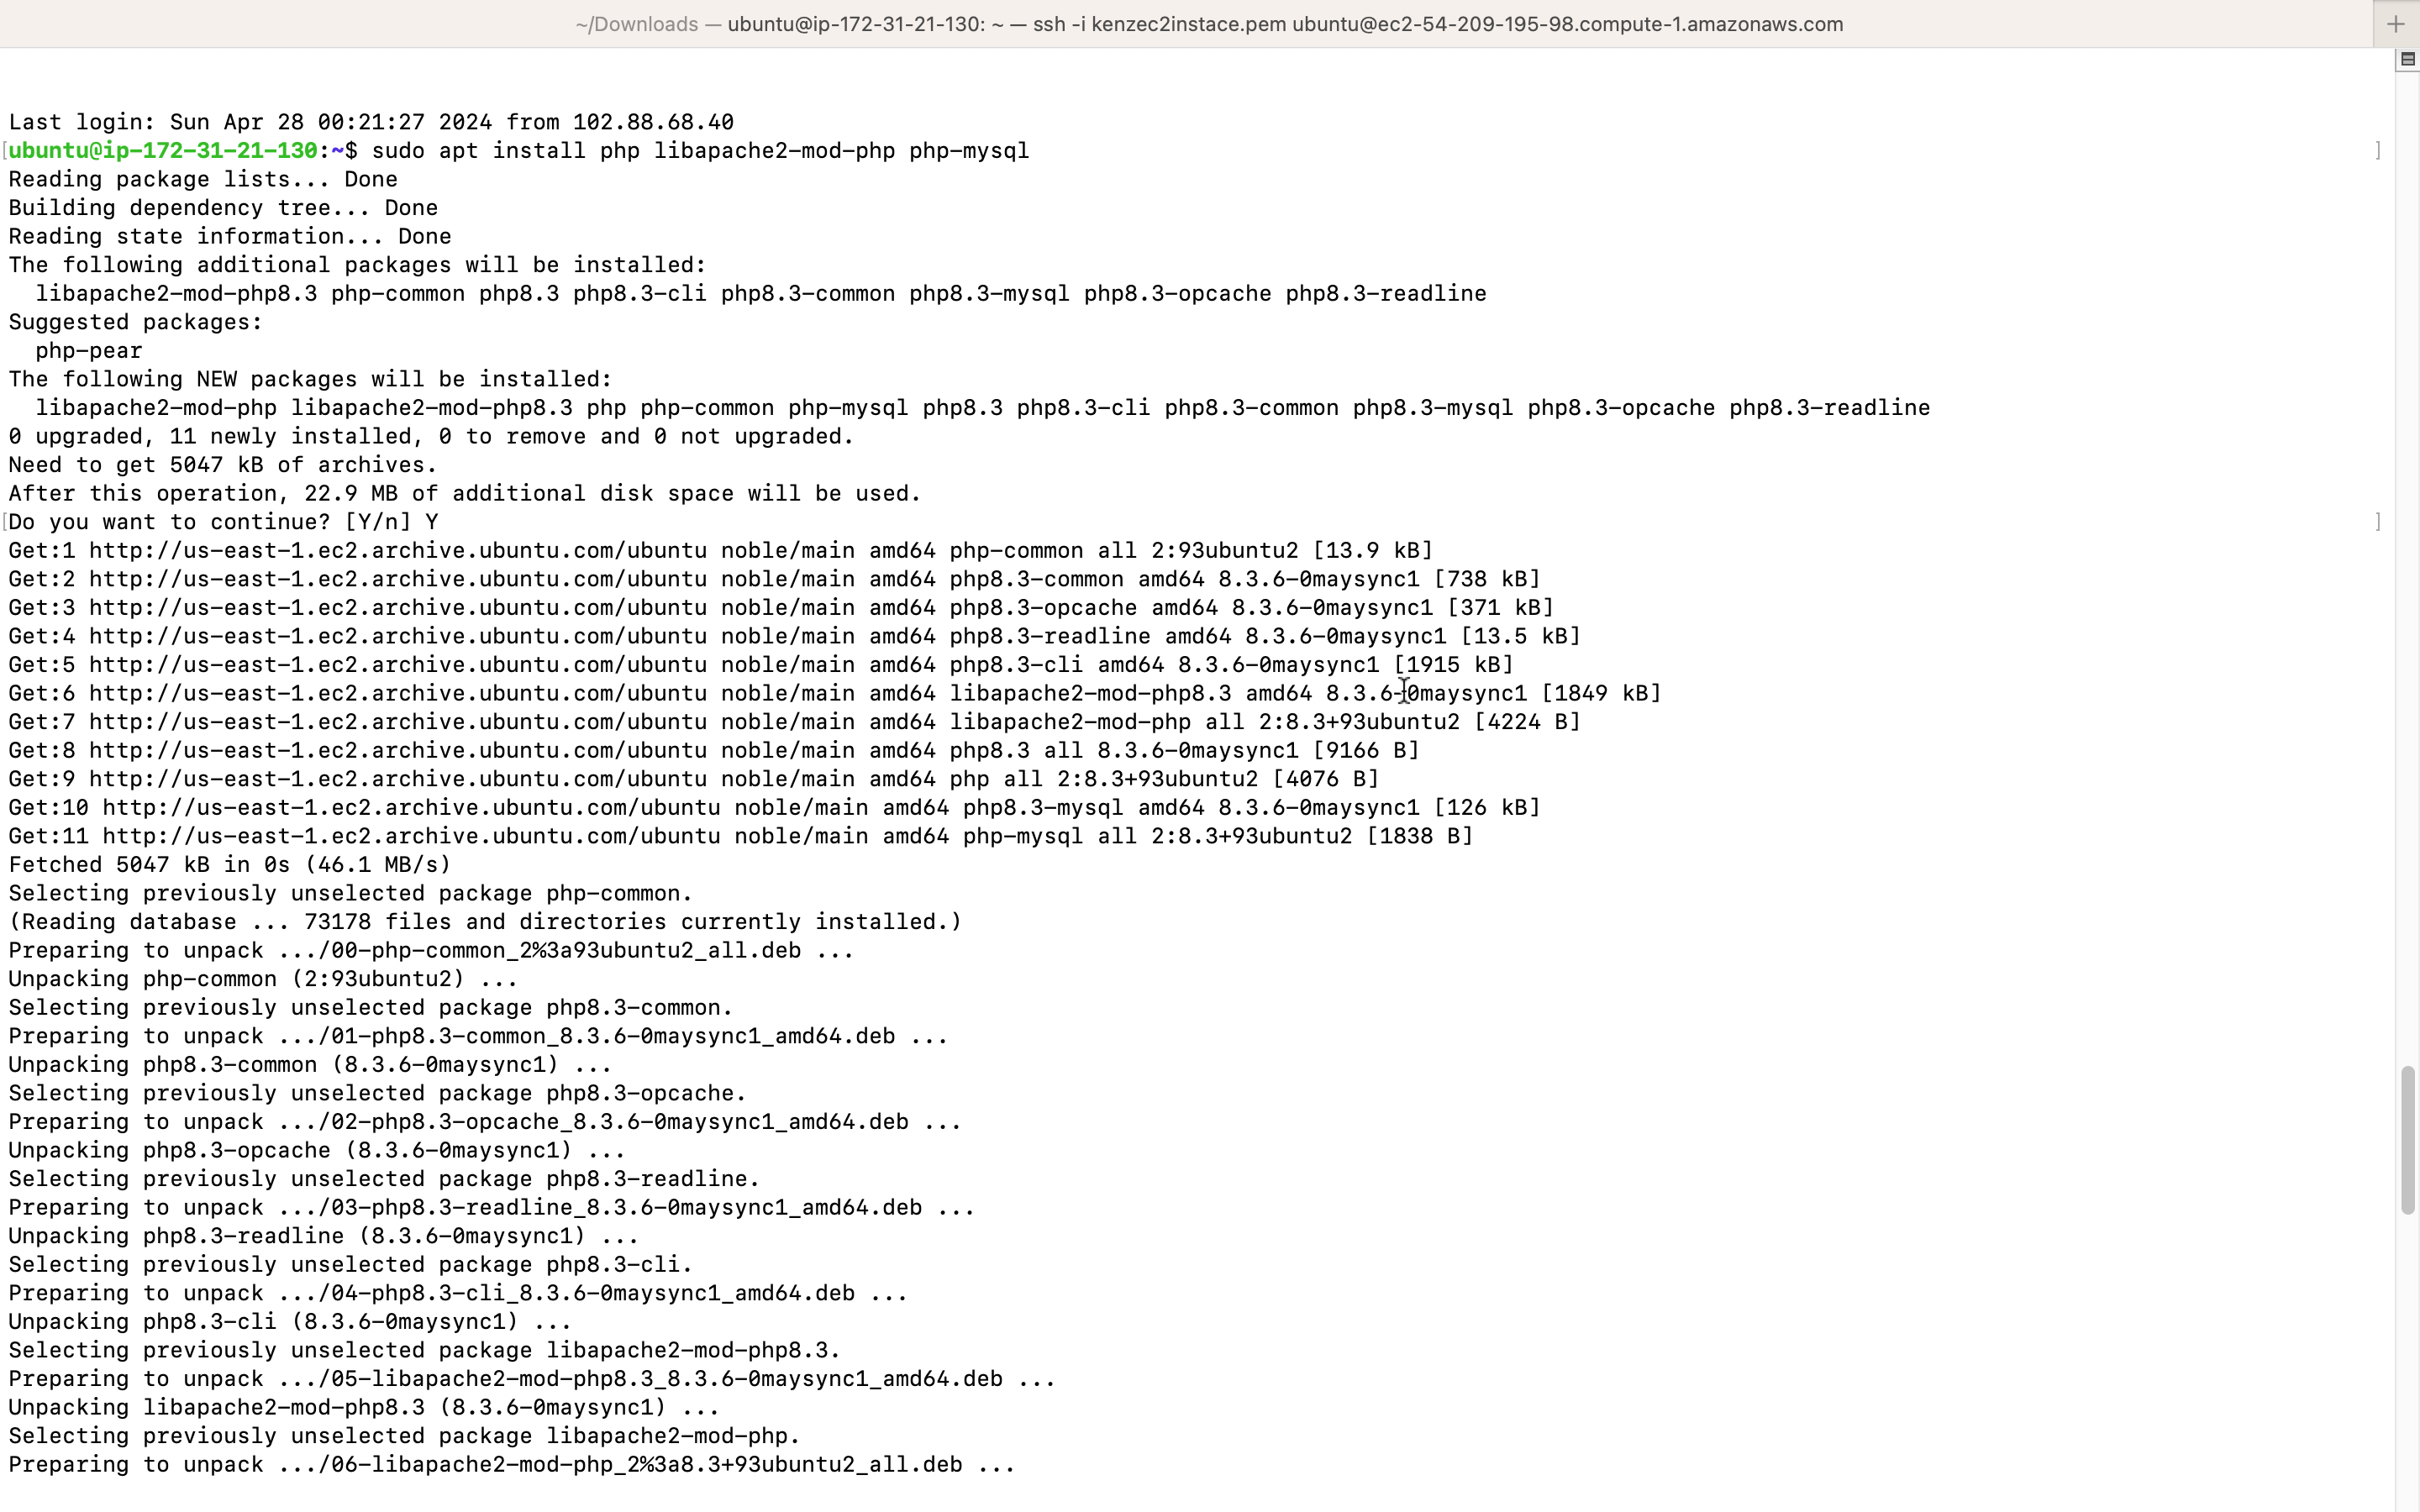 ~/Downloads — ubuntu@ip-172-31-21-130: ~ — ssh -i kenzec2instace.pem ubuntu@ec2-54-209-195-98.compute-1.amazonaws.com
Last login: Sun Apr 28 00:21:27 2024 from 102.88.68.40
[ubuntu@ip-172-31-21-130:~$ sudo apt install php libapache2-mod-php php-mysql ]
Reading package lists... Done
Building dependency tree... Done
Reading state information... Done
The following additional packages will be installed:
  libapache2-mod-php8.3 php-common php8.3 php8.3-cli php8.3-common php8.3-mysql php8.3-opcache php8.3-readline
Suggested packages:
  php-pear
The following NEW packages will be installed:
  libapache2-mod-php libapache2-mod-php8.3 php php-common php-mysql php8.3 php8.3-cli php8.3-common php8.3-mysql php8.3-opcache php8.3-readline
0 upgraded, 11 newly installed, 0 to remove and 0 not upgraded.
Need to get 5047 kB of archives.
After this operation, 22.9 MB of additional disk space will be used.
[Do you want to continue? [Y/n] Y ]
Get:1 http://us-east-1.ec2.archive.ubuntu.com/ubuntu noble/main amd64 php-common all 2:93ubuntu2 [13.9 kB]
Get:2 http://us-east-1.ec2.archive.ubuntu.com/ubuntu noble/main amd64 php8.3-common amd64 8.3.6-0maysync1 [738 kB]
Get:3 http://us-east-1.ec2.archive.ubuntu.com/ubuntu noble/main amd64 php8.3-opcache amd64 8.3.6-0maysync1 [371 kB]
Get:4 http://us-east-1.ec2.archive.ubuntu.com/ubuntu noble/main amd64 php8.3-readline amd64 8.3.6-0maysync1 [13.5 kB]
Get:5 http://us-east-1.ec2.archive.ubuntu.com/ubuntu noble/main amd64 php8.3-cli amd64 8.3.6-0maysync1 [1915 kB]
Get:6 http://us-east-1.ec2.archive.ubuntu.com/ubuntu noble/main amd64 libapache2-mod-php8.3 amd64 8.3.6-0maysync1 [1849 kB]
Get:7 http://us-east-1.ec2.archive.ubuntu.com/ubuntu noble/main amd64 libapache2-mod-php all 2:8.3+93ubuntu2 [4224 B]
Get:8 http://us-east-1.ec2.archive.ubuntu.com/ubuntu noble/main amd64 php8.3 all 8.3.6-0maysync1 [9166 B]
Get:9 http://us-east-1.ec2.archive.ubuntu.com/ubuntu noble/main amd64 php all 2:8.3+93ubuntu2 [4076 B]
Get:10 http://us-east-1.ec2.archive.ubuntu.com/ubuntu noble/main amd64 php8.3-mysql amd64 8.3.6-0maysync1 [126 kB]
Get:11 http://us-east-1.ec2.archive.ubuntu.com/ubuntu noble/main amd64 php-mysql all 2:8.3+93ubuntu2 [1838 B]
Fetched 5047 kB in 0s (46.1 MB/s)
Selecting previously unselected package php-common.
(Reading database ... 73178 files and directories currently installed.)
Preparing to unpack .../00-php-common_2%3a93ubuntu2_all.deb ...
Unpacking php-common (2:93ubuntu2) ...
Selecting previously unselected package php8.3-common.
Preparing to unpack .../01-php8.3-common_8.3.6-0maysync1_amd64.deb ...
Unpacking php8.3-common (8.3.6-0maysync1) ...
Selecting previously unselected package php8.3-opcache.
Preparing to unpack .../02-php8.3-opcache_8.3.6-0maysync1_amd64.deb ...
Unpacking php8.3-opcache (8.3.6-0maysync1) ...
Selecting previously unselected package php8.3-readline.
Preparing to unpack .../03-php8.3-readline_8.3.6-0maysync1_amd64.deb ...
Unpacking php8.3-readline (8.3.6-0maysync1) ...
Selecting previously unselected package php8.3-cli.
Preparing to unpack .../04-php8.3-cli_8.3.6-0maysync1_amd64.deb ...
Unpacking php8.3-cli (8.3.6-0maysync1) ...
Selecting previously unselected package libapache2-mod-php8.3.
Preparing to unpack .../05-libapache2-mod-php8.3_8.3.6-0maysync1_amd64.deb ...
Unpacking libapache2-mod-php8.3 (8.3.6-0maysync1) ...
Selecting previously unselected package libapache2-mod-php.
Preparing to unpack .../06-libapache2-mod-php_2%3a8.3+93ubuntu2_all.deb ...